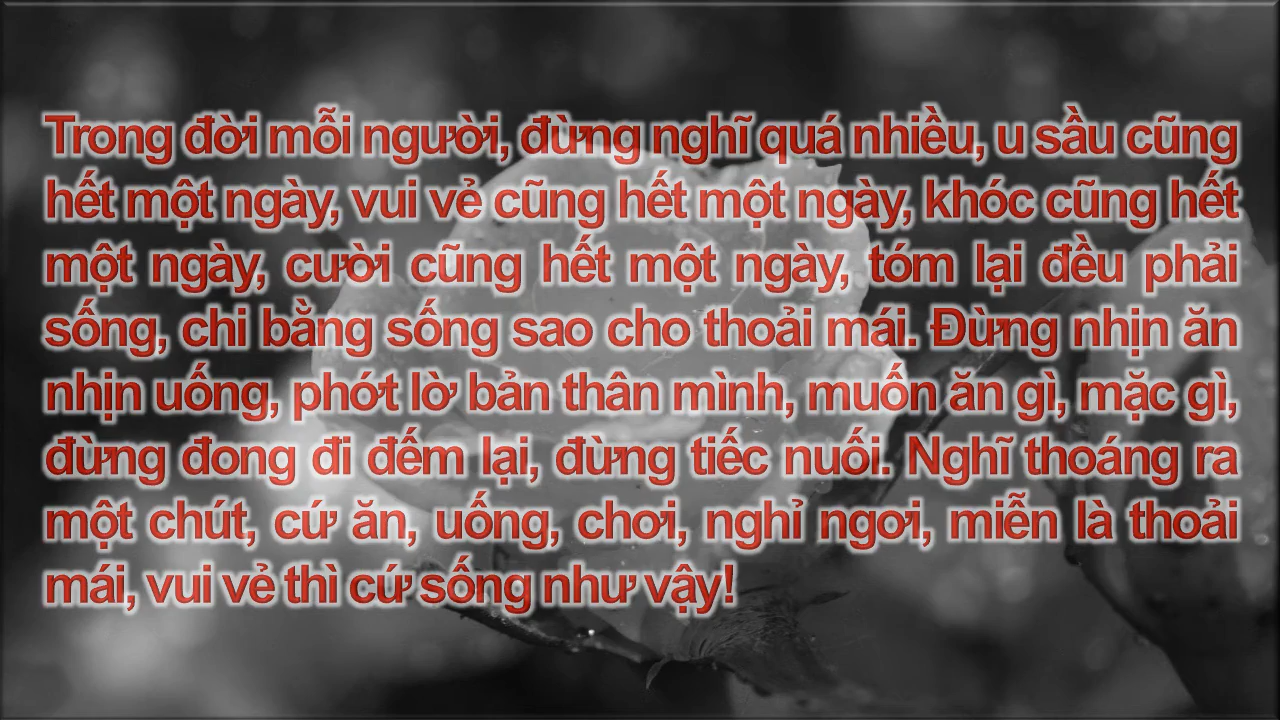 Trong đời mỗi người, đừng nghĩ quá nhiều, u sầu cũng
hết một ngày, vui vẻ cũng hết một ngày, khóc cũng hết
một ngày, cười cũng hết một ngày, tóm lại đều phải
sống, chi bằng sống sao cho thoải mái. Đừng nhịn ăn
nhịn uống, phớt lờ bản thân mình, muốn ăn gì, mặc gì,
đừng đong đi đếm lại, đừng tiếc nuối. Nghĩ thoáng ra
một chút, cứ ăn, uống, chơi, nghỉ ngơi, miễn là thoải
mái, vui vẻ thì cứ sống như vậy!